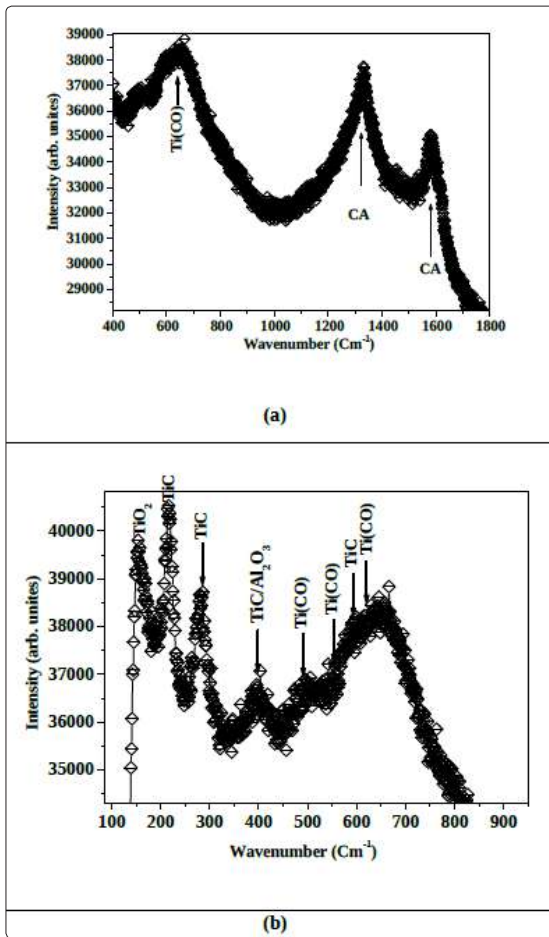 39000
38000
37000
36000
35000
34000
33000
32000
31000
30000
29000
Intensity (arb. unites)
Ti(CO)
CA
CA
400 600 800 1000 1200 1400 1600 1800
Wavenumber (Cm⁻¹)
(a)
40000
39000
38000
37000
36000
35000
Intensity (arb. unites)
TiO₂
TiC
TiC
TiC/Al₂O₃
Ti(CO)
Ti(CO)
TiC
Ti(CO)
100 200 300 400 500 600 700 800 900
Wavenumber (Cm⁻¹)
(b)